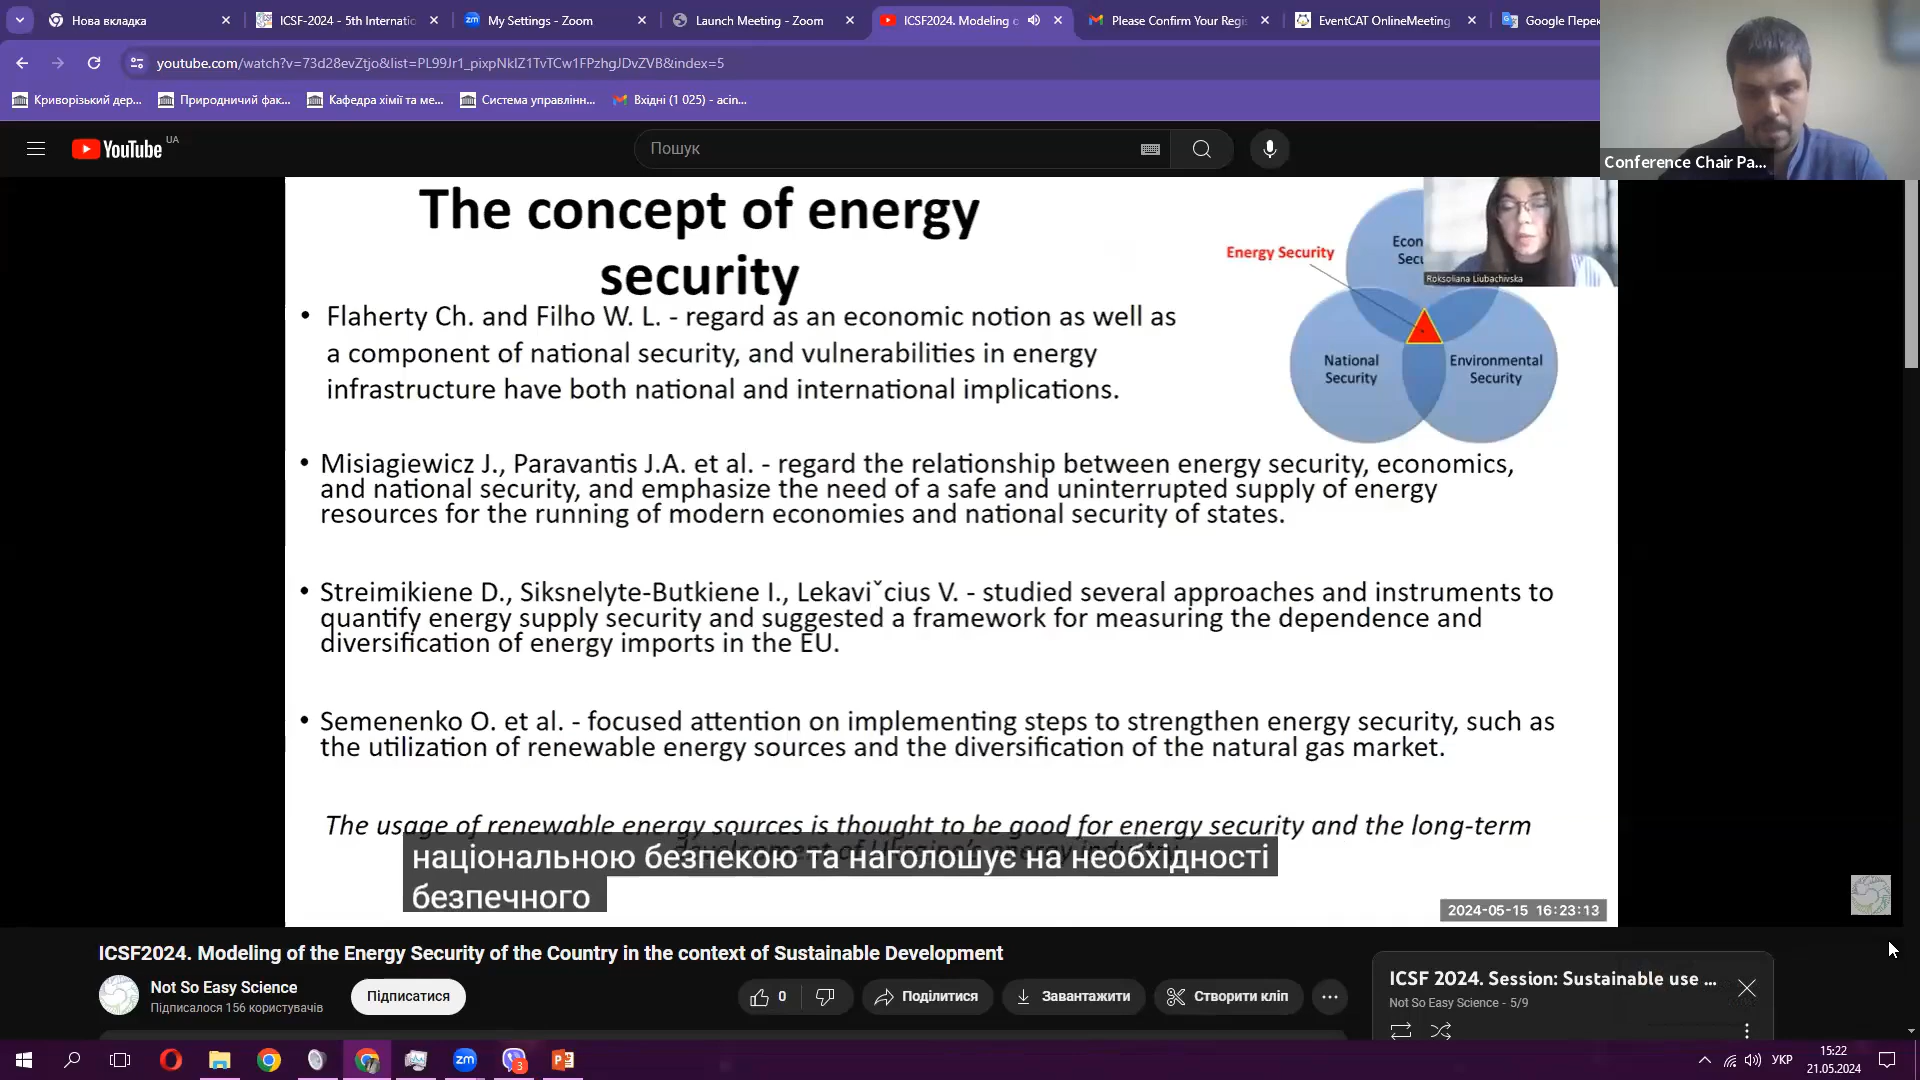 Нова вкладка
ICSF-2024 - 5th Internatio
My Settings - Zoom
Launch Meeting - Zoom
ICSF2024. Modeling o
Please Confirm Your Regi
EventCAT OnlineMeeting
Google Перек
youtube.com/watch?v=73d28evZtjo&list=PL99Jr1_pixpNklZ1TvTCw1FPzhgJDvZVB&index=5
Криворізький дер...
Природничий фак...
Кафедра хімії та ме...
Система управлінн...
Вхідні (1 025) - acin...
Conference Chair Pa...
YouTube UA
Пошук
The concept of energy
security
Energy Security
Econ
Secu
Roksoliana Liubachivska
National
Security
Environmental
Security
• Flaherty Ch. and Filho W. L. - regard as an economic notion as well as
a component of national security, and vulnerabilities in energy
infrastructure have both national and international implications.
• Misiagiewicz J., Paravantis J.A. et al. - regard the relationship between energy security, economics,
and national security, and emphasize the need of a safe and uninterrupted supply of energy
resources for the running of modern economies and national security of states.
• Streimikiene D., Siksnelyte-Butkiene I., Lekaviˇcius V. - studied several approaches and instruments to
quantify energy supply security and suggested a framework for measuring the dependence and
diversification of energy imports in the EU.
• Semenenko O. et al. - focused attention on implementing steps to strengthen energy security, such as
the utilization of renewable energy sources and the diversification of the natural gas market.
The usage of renewable energy sources is thought to be good for energy security and the long-term
національною безпекою та наголошує на необхідності
безпечного
2024-05-15 16:23:13
ICSF2024. Modeling of the Energy Security of the Country in the context of Sustainable Development
Not So Easy Science
Підписалося 156 користувачів
Підписатися
0
Поділитися
Завантажити
Створити кліп
ICSF 2024. Session: Sustainable use ...
Not So Easy Science - 5/9
zm
3
УКР
15:22
21.05.2024